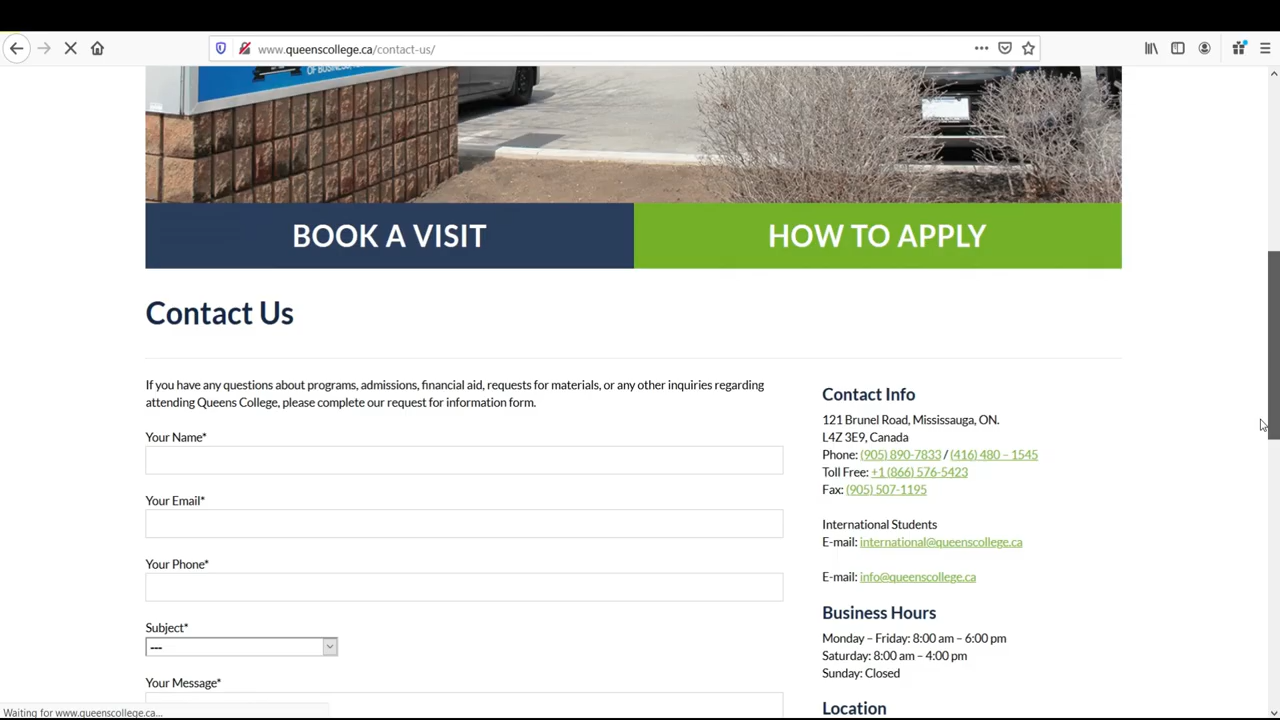 www.queenscollege.ca/contact-us/
OF BUSINESS,
BOOK A VISIT
HOW TO APPLY
Contact Us
If you have any questions about programs, admissions, financial aid, requests for materials, or any other inquiries regarding
attending Queens College, please complete our request for information form.
Your Name*
Your Email*
Your Phone*
Subject*
---
Your Message*
Contact Info
121 Brunel Road, Mississauga, ON.
L4Z 3E9, Canada
Phone: (905) 890-7833 / (416) 480 – 1545
Toll Free: +1 (866) 576-5423
Fax: (905) 507-1195
International Students
E-mail: international@queenscollege.ca
E-mail: info@queenscollege.ca
Business Hours
Monday – Friday: 8:00 am – 6:00 pm
Saturday: 8:00 am – 4:00 pm
Sunday: Closed
Location
Waiting for www.queenscollege.ca...